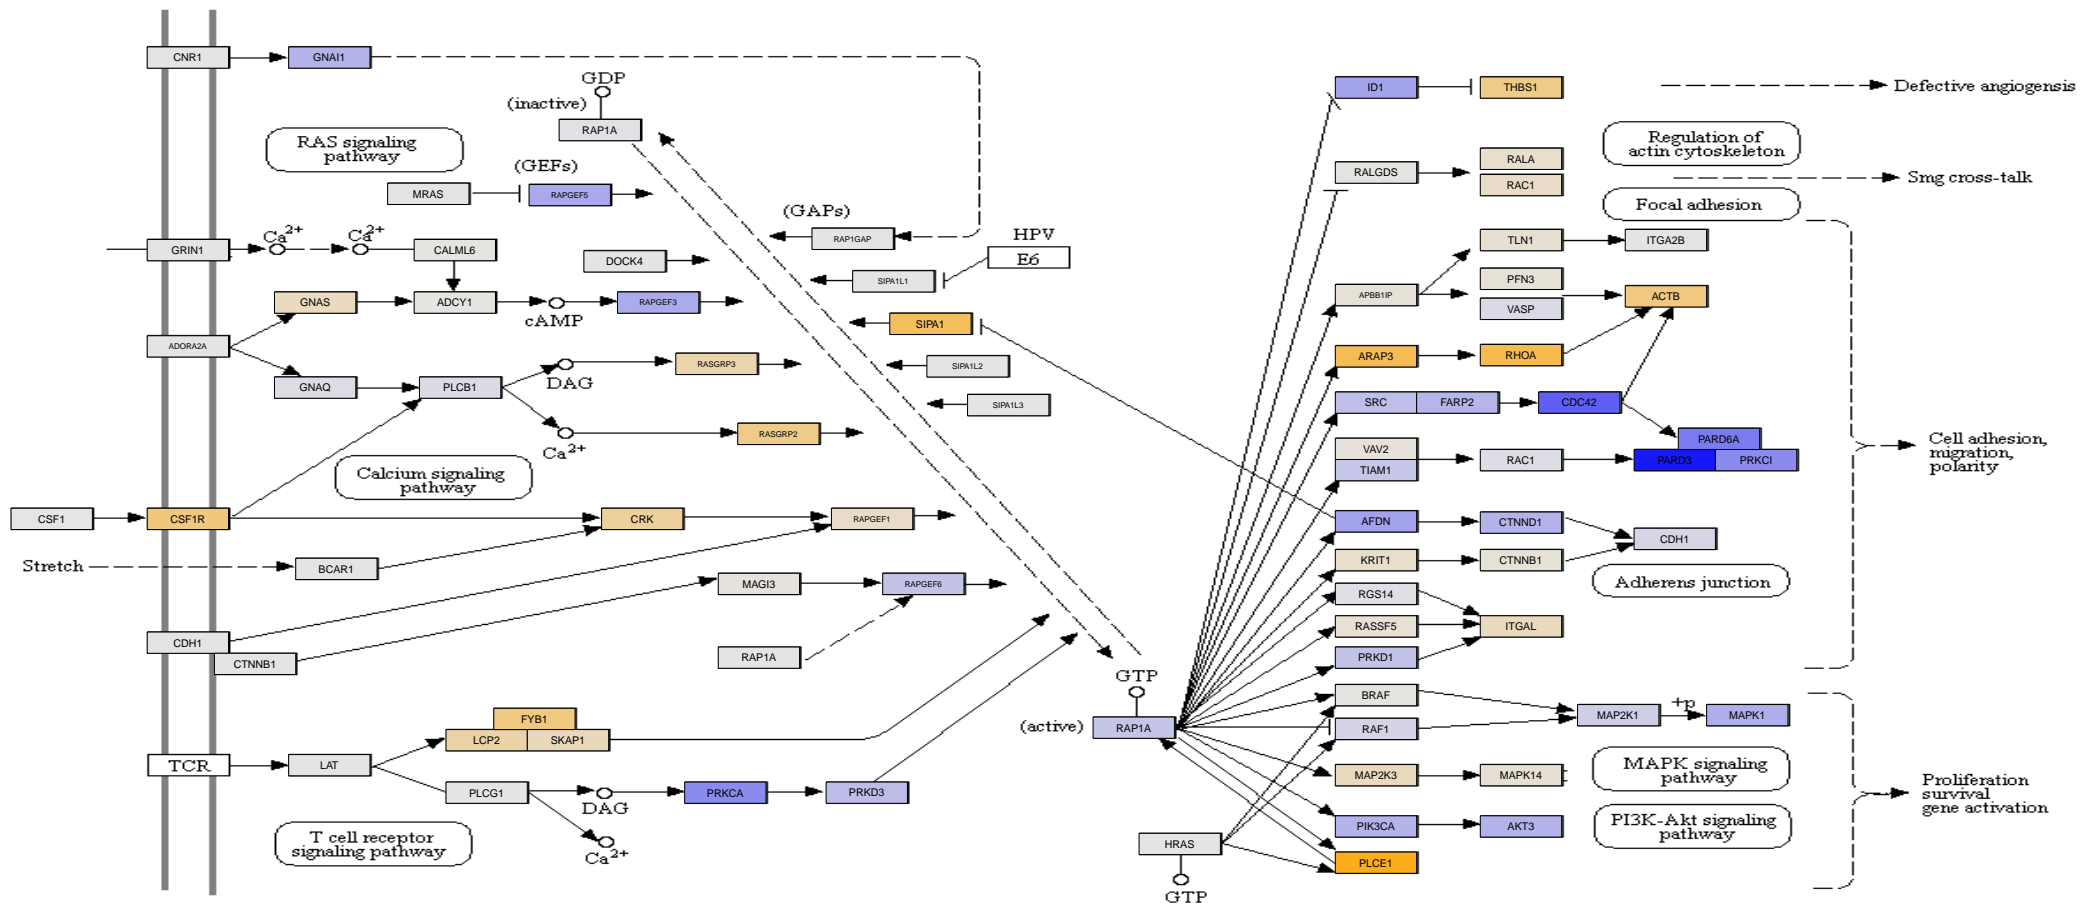 CNR1
GNAI1
GDP
(inactive)
RAP1A
RAS signaling
pathway
(GEFs)
MRAS
RAPGEF5
(GAPs)
RAP1GAP
HPV
E6
GRIN1
Ca2+
Ca2+
CALML6
DOCK4
SIPA1L1
GNAS
ADCY1
cAMP
RAPGEF3
SIPA1
ADORA2A
GNAQ
PLCB1
DAG
RASGRP3
SIPA1L2
SIPA1L3
Ca2+
RASGRP2
Calcium signaling
pathway
CSF1
CSF1R
CRK
RAPGEF1
Stretch
BCAR1
MAGI3
RAPGEF6
CDH1
CTNNB1
RAP1A
GTP
(active)
RAP1A
FYB1
LCP2
SKAP1
TCR
LAT
PLCG1
DAG
PRKCA
PRKD3
Ca2+
T cell receptor
signaling pathway
HRAS
GTP
ID1
THBS1
Defective angiogensis
Regulation of
actin cytoskeleton
RALGDS
RALA
RAC1
Smg cross-talk
Focal adhesion
TLN1
ITGA2B
APBB1IP
PFN3
VASP
ACTB
ARAP3
RHOA
SRC
FARP2
CDC42
VAV2
TIAM1
RAC1
PARD6A
PARD3
PRKCI
Cell adhesion,
migration,
polarity
AFDN
CTNND1
CDH1
KRIT1
CTNNB1
Adherens junction
RGS14
RASSF5
ITGAL
PRKD1
BRAF
RAF1
MAP2K1
+p
MAPK1
MAP2K3
MAPK14
MAPK signaling
pathway
Proliferation
survival
gene activation
PIK3CA
AKT3
PI3K-Akt signaling
pathway
PLCE1